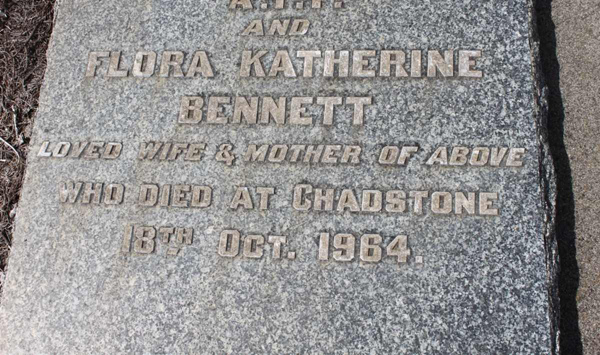 AND
FLORA KATHERINE
BENNETT
LOVED WIFE & MOTHER OF ABOVE
WHO DIED AT CHADSTONE
18TH OCT. 1964.